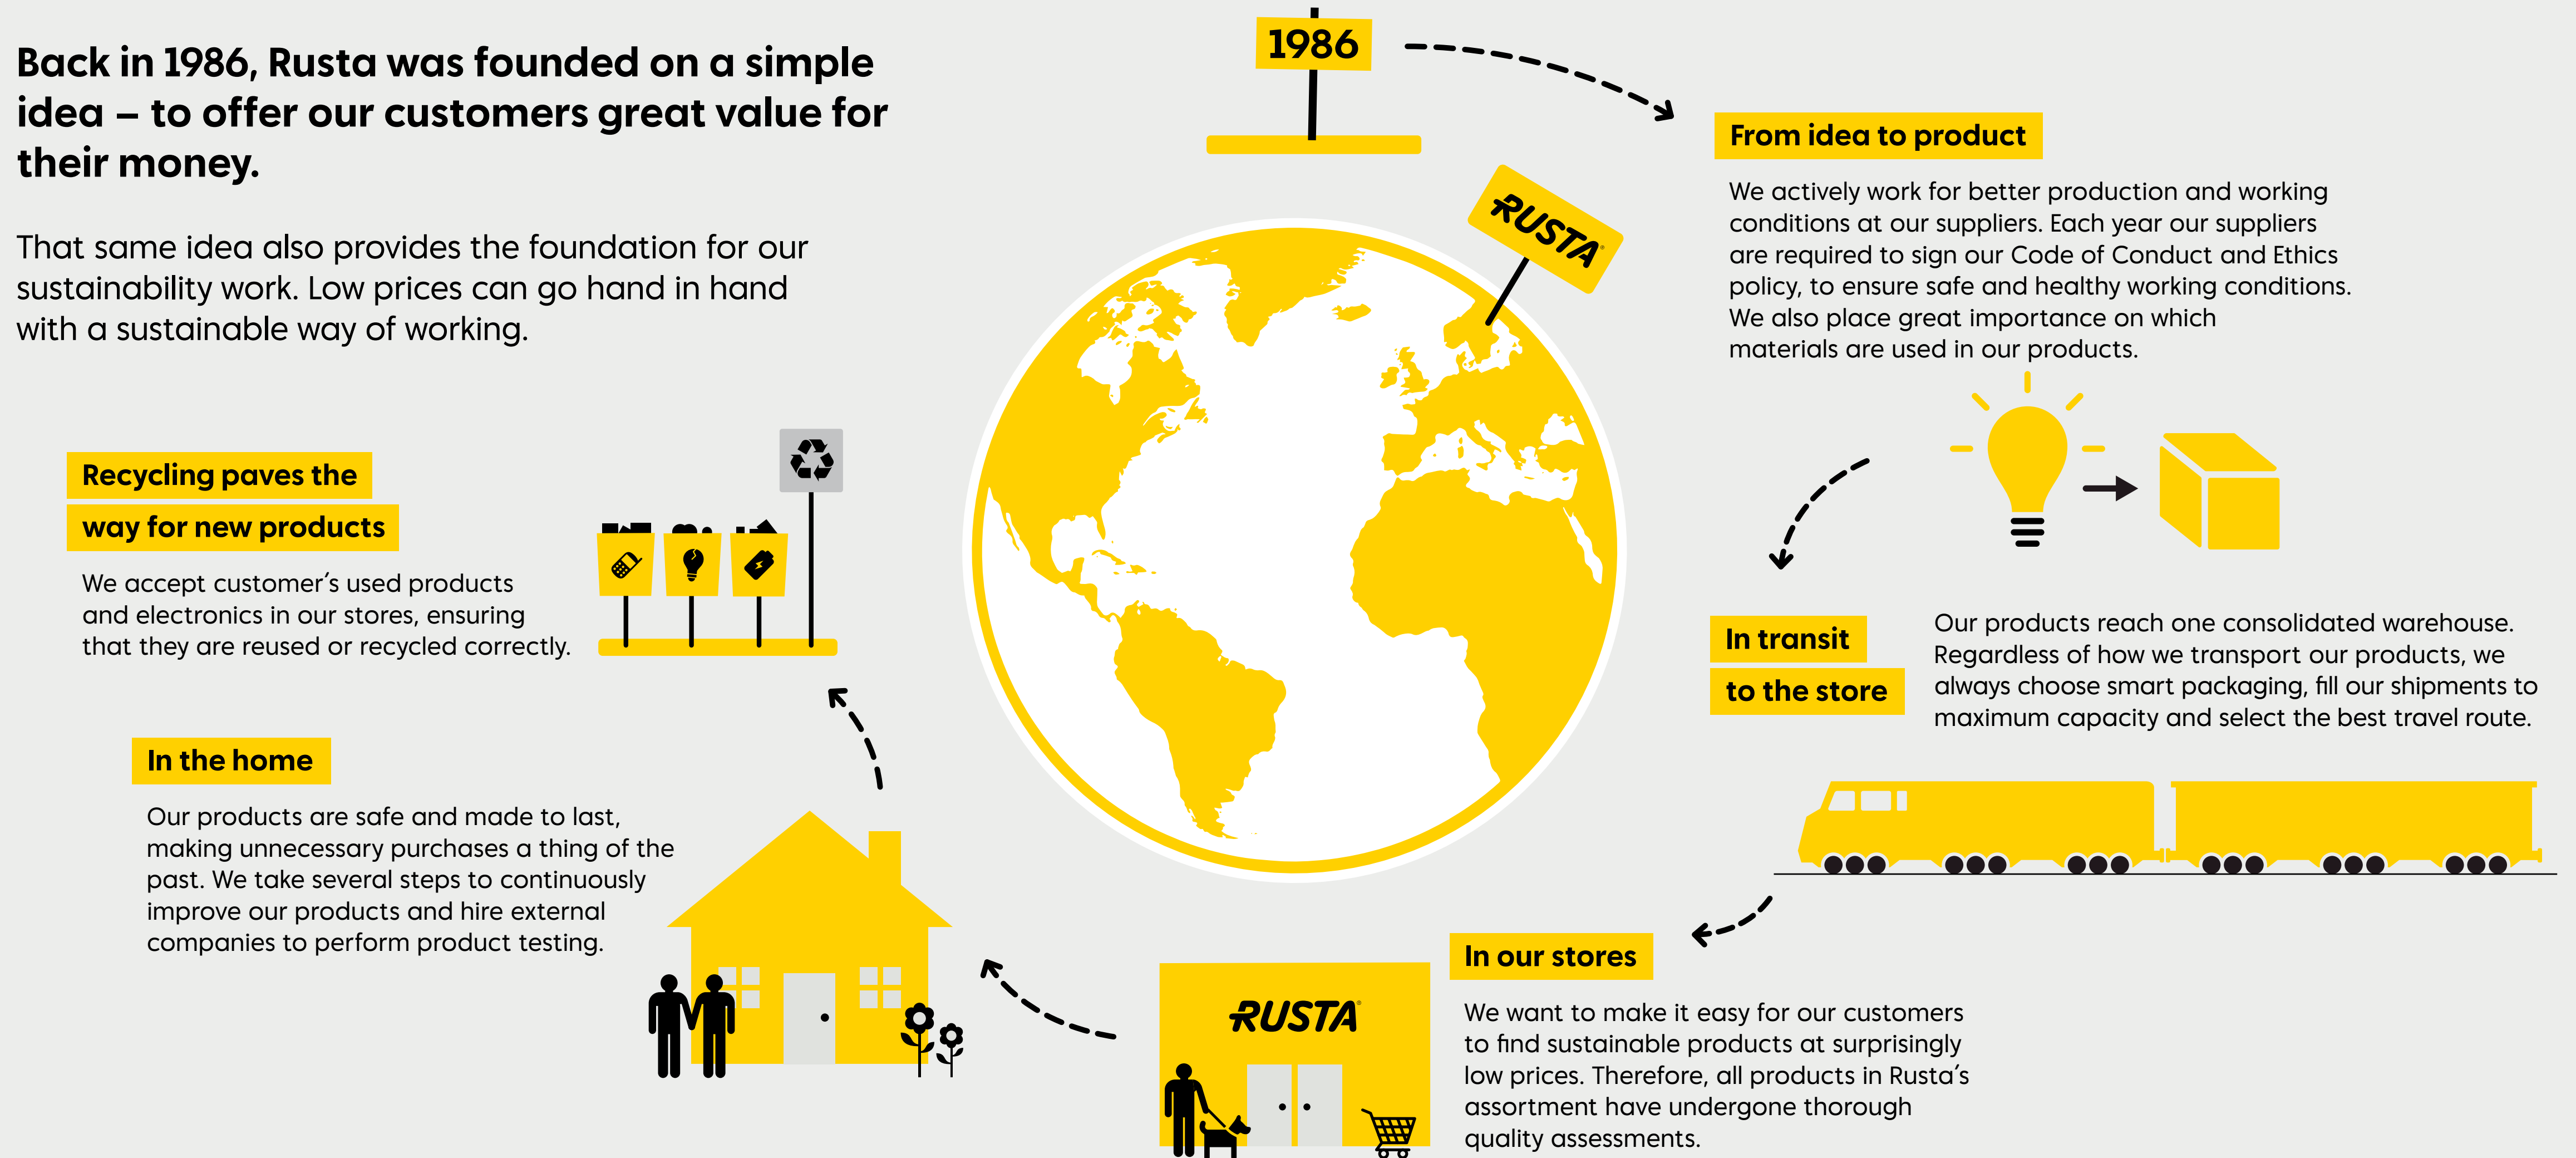 Back in 1986, Rusta was founded on a simple
idea – to offer our customers great value for
their money.
That same idea also provides the foundation for our
sustainability work. Low prices can go hand in hand
with a sustainable way of working.
1986
RUSTA®
From idea to product
We actively work for better production and working
conditions at our suppliers. Each year our suppliers
are required to sign our Code of Conduct and Ethics
policy, to ensure safe and healthy working conditions.
We also place great importance on which
materials are used in our products.
In transit
to the store
Our products reach one consolidated warehouse.
Regardless of how we transport our products, we
always choose smart packaging, fill our shipments to
maximum capacity and select the best travel route.
In our stores
We want to make it easy for our customers
to find sustainable products at surprisingly
low prices. Therefore, all products in Rusta´s
assortment have undergone thorough
quality assessments.
RUSTA®
In the home
Our products are safe and made to last,
making unnecessary purchases a thing of the
past. We take several steps to continuously
improve our products and hire external
companies to perform product testing.
Recycling paves the
way for new products
We accept customer´s used products
and electronics in our stores, ensuring
that they are reused or recycled correctly.